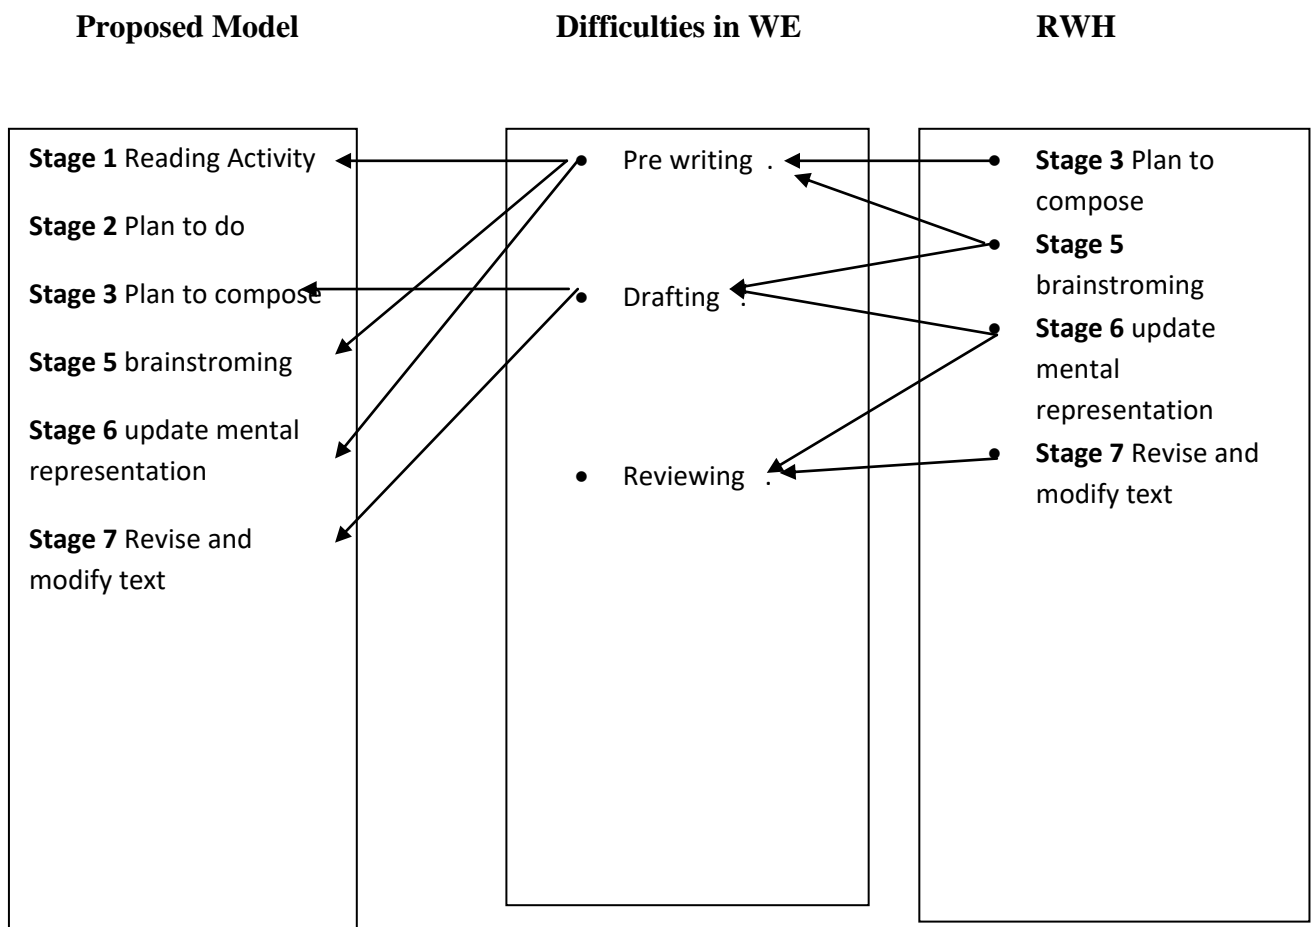 Proposed Model
Difficulties in WE
RWH
Stage 1 Reading Activity
Stage 2 Plan to do
Stage 3 Plan to compose
Stage 5 brainstroming
Stage 6 update mental
representation
Stage 7 Revise and
modify text
• Pre writing .
• Drafting .
• Reviewing .
• Stage 3 Plan to
compose
• Stage 5
brainstroming
• Stage 6 update
mental
representation
• Stage 7 Revise and
modify text